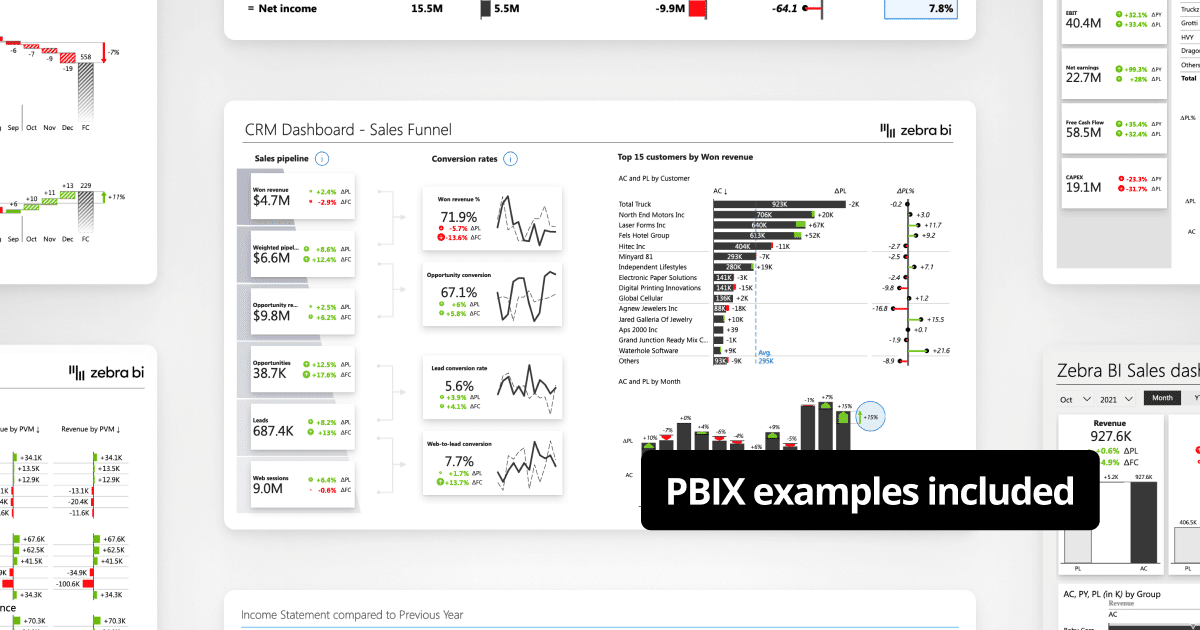 = Net income 15.5M 5.5M -9.9M -64.1 7.8%
-6
-7
-9
-19
558
-7%
Sep Oct Nov Dec FC
+6
+10
+11
+13
229
+11%
Sep Oct Nov Dec FC
zebra bi
ue by PVM ↓ Revenue by PVM ↓
+34.1K +34.1K
+13.5K +13.5K
+12.9K +12.9K
1K -13.1K
4K -20.4K
6K -11.6K
+67.6K +67.6K
+62.5K +62.5K
+41.5K +41.5K
9K -34.9K
-100.6K
+34.3K +34.3K
nce
+70.3K +70.3K
CRM Dashboard - Sales Funnel
zebra bi
Sales pipeline i
Won revenue
$4.7M
+2.4% ΔPL
-2.9% ΔFC
Weighted pipel...
$6.6M
+8.6% ΔPL
+12.4% ΔFC
Opportunity re...
$9.8M
+2.5% ΔPL
+6.2% ΔFC
Opportunities
38.7K
+12.5% ΔPL
+17.8% ΔFC
Leads
687.4K
+8.2% ΔPL
+13% ΔFC
Web sessions
9.0M
+6.4% ΔPL
-0.6% ΔFC
Conversion rates i
Won revenue %
71.9%
-5.7% ΔPL
-13.6% ΔFC
Opportunity conversion
67.1%
+6% ΔPL
+5.8% ΔFC
Lead conversion rate
5.6%
+3.9% ΔPL
+4.1% ΔFC
Web-to-lead conversion
7.7%
+1.7% ΔPL
+13.7% ΔFC
Top 15 customers by Won revenue
AC and PL by Customer
AC ↓ ΔPL ΔPL%
Total Truck 923K -2K -0.2
North End Motors Inc 706K +20K +3.0
Laser Forms Inc 640K +67K +11.7
Fels Hotel Group 613K +52K +9.2
Hitec Inc 404K -11K -2.7
Minyard 81 293K -7K -2.5
Independent Lifestyles 280K +19K +7.1
Electronic Paper Solutions 141K -3K -2.4
Digital Printing Innovations 141K -15K -9.8
Global Cellular 136K +2K +1.2
Agnew Jewelers Inc 88K -18K -16.8
Jared Galleria Of Jewelry +10K +15.5
Aps 2000 Inc +39 +0.1
Grand Junction Ready Mix C... -1K -1.9
Waterhole Software +9K +21.6
Others 93K -9K -8.9
Avg.
295K
AC and PL by Month
ΔPL
+10% -7% +0% +4% -6% -4% -6% +9% -5% -1% +7% +15%
+15%
AC
PBIX examples included
Income Statement compared to Previous Year
EBIT
40.4M
+32.1% ΔPY
+33.4% ΔPL
Net earnings
22.7M
+99.3% ΔPY
+28% ΔPL
Free Cash Flow
58.5M
+35.4% ΔPY
+32.4% ΔPL
CAPEX
19.1M
-23.3% ΔPY
-31.7% ΔPL
Truckz
Grotti
HVY
Others
Total
ΔPL%
ΔPL
AC
Zebra BI Sales dash
Oct 2021 Month
Revenue
927.6K
+0.6% ΔPL
4.9% ΔFC
+5.2K 927.6K
PL AC
406.5K
PL
AC, PY, PL (in K) by Group
Revenue
AC